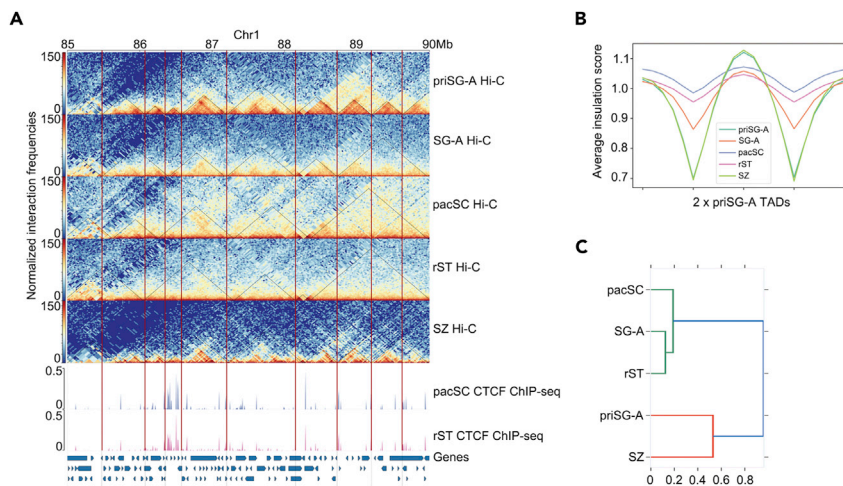 A
Chr1
85 86 87 88 89 90Mb
Normalized interaction frequencies
150
0
priSG-A Hi-C
150
0
SG-A Hi-C
150
0
pacSC Hi-C
150
0
rST Hi-C
150
0
SZ Hi-C
0.5
0
pacSC CTCF ChIP-seq
0.5
0
rST CTCF ChIP-seq
Genes
B
Average insulation score
1.1
1.0
0.9
0.8
0.7
priSG-A
SG-A
pacSC
rST
SZ
2 x priSG-A TADs
C
pacSC
SG-A
rST
priSG-A
SZ
0 0.2 0.4 0.6 0.8